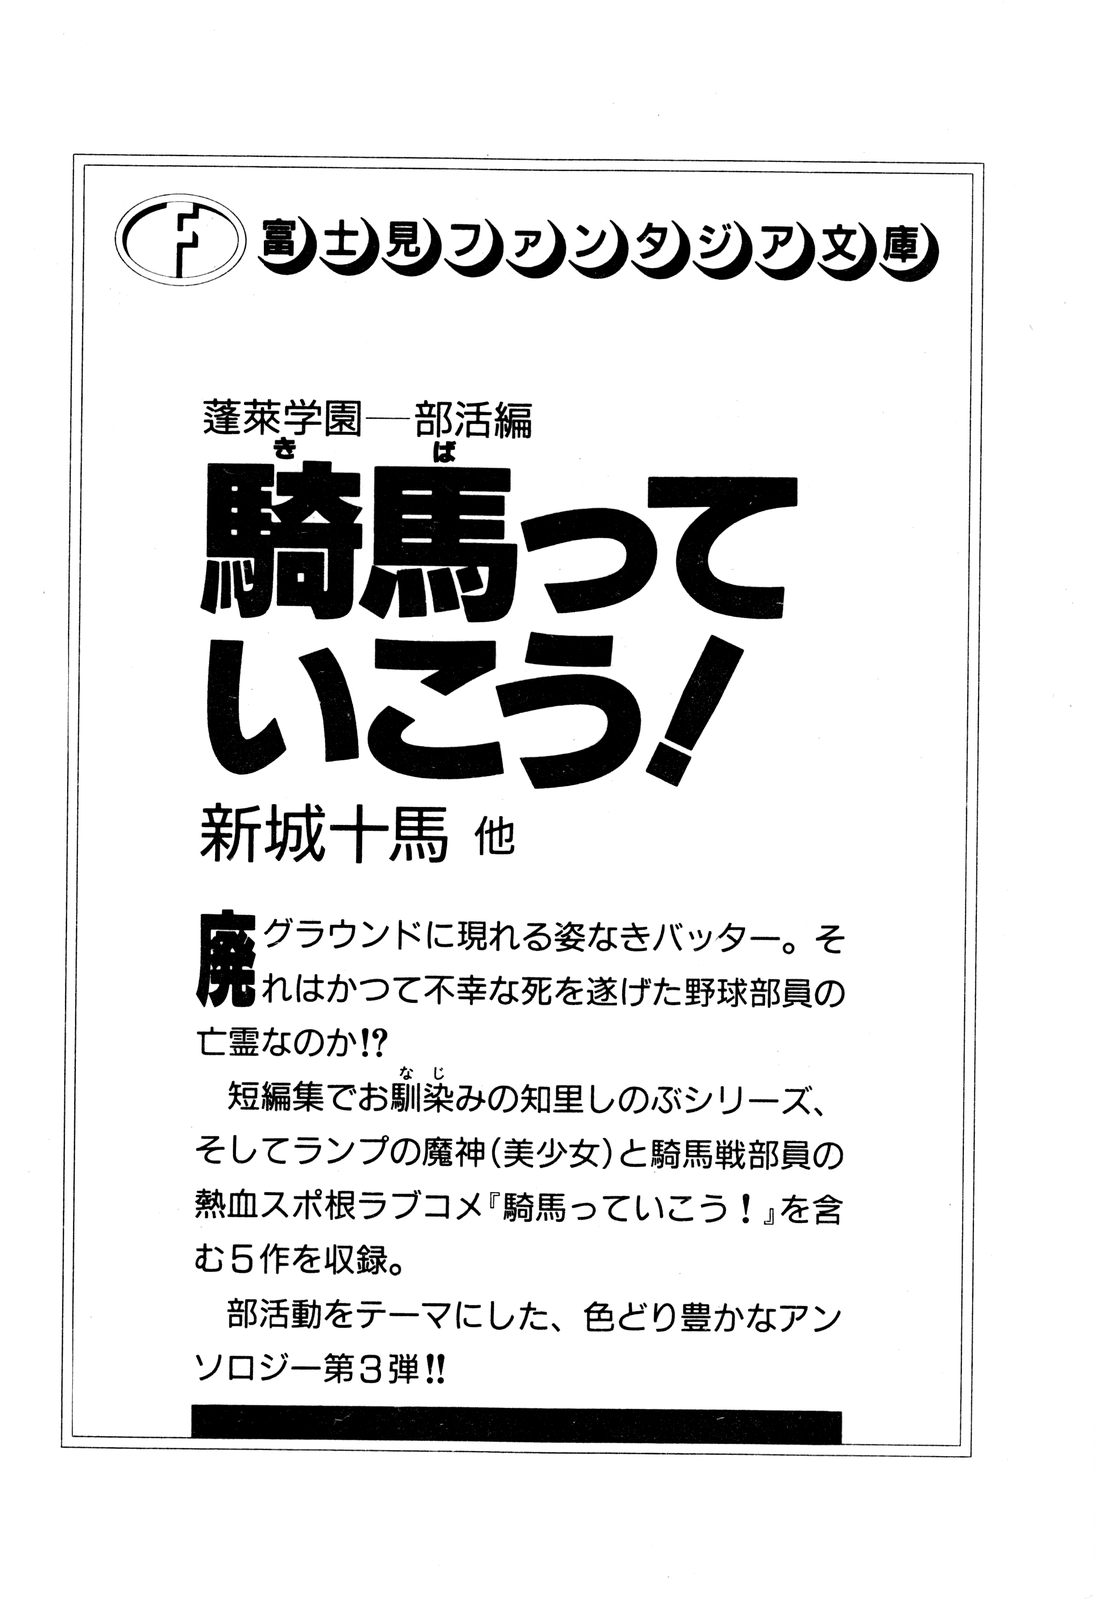 富士見ファンタジア文庫
蓬萊学園―部活編
き ば
騎馬って
いこう!
新城十馬 他
廃グラウンドに現れる姿なきバッター。そ
れはかつて不幸な死を遂げた野球部員の
亡霊なのか!?
なじ
短編集でお馴染みの知里しのぶシリーズ、
そしてランプの魔神(美少女)と騎馬戦部員の
熱血スポ根ラブコメ『騎馬っていこう!』を含
む5作を収録。
部活動をテーマにした、色どり豊かなアン
ソロジー第3弾!!